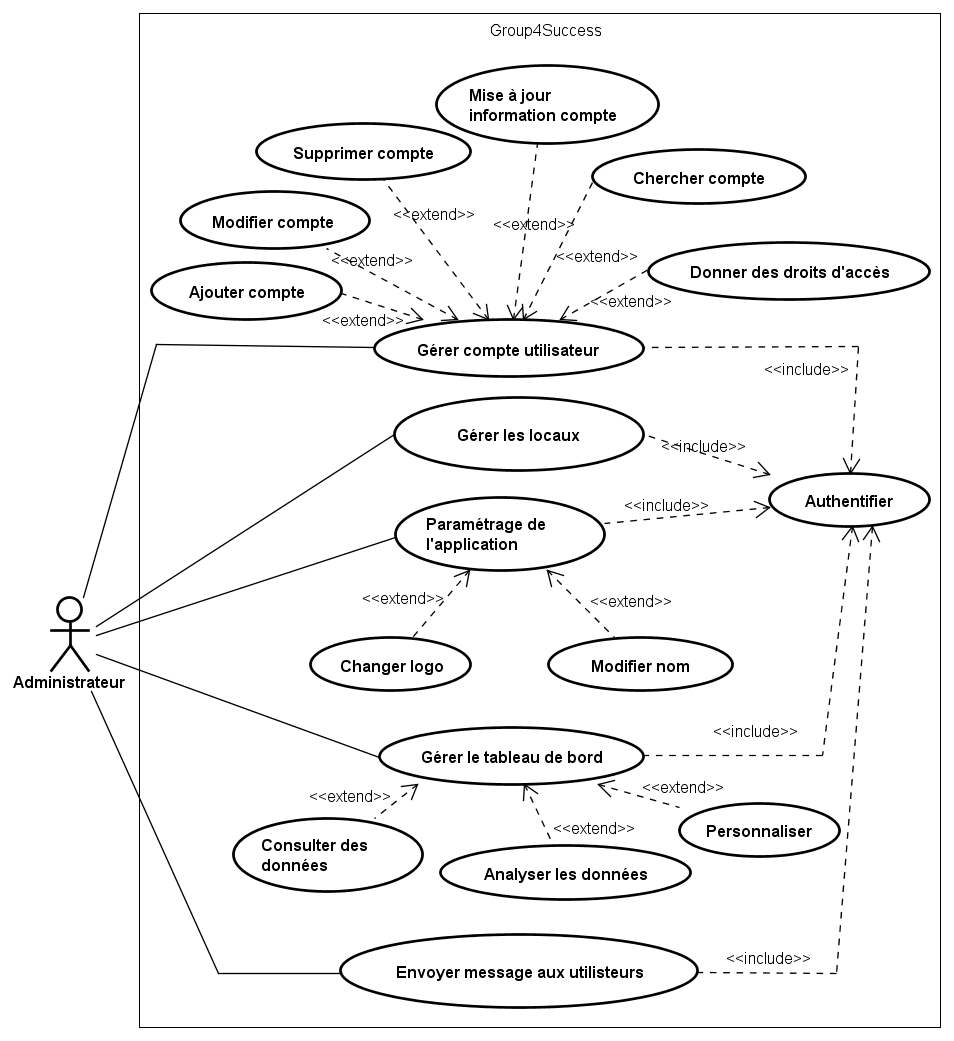 Group4Success
Mise à jour
information compte
Supprimer compte
Chercher compte
<<extend>>
Modifier compte
<<extend>>
<<extend>>
<<extend>>
Donner des droits d'accès
Ajouter compte
<<extend>>
<<extend>>
Gérer compte utilisateur
<<include>>
Gérer les locaux
<<include>>
Authentifier
<<include>>
Paramétrage de
l'application
<<extend>>
<<extend>>
Changer logo
Modifier nom
Administrateur
<<include>>
Gérer le tableau de bord
<<extend>>
<<extend>>
<<extend>>
Personnaliser
Consulter des
données
Analyser les données
<<include>>
Envoyer message aux utilisteurs